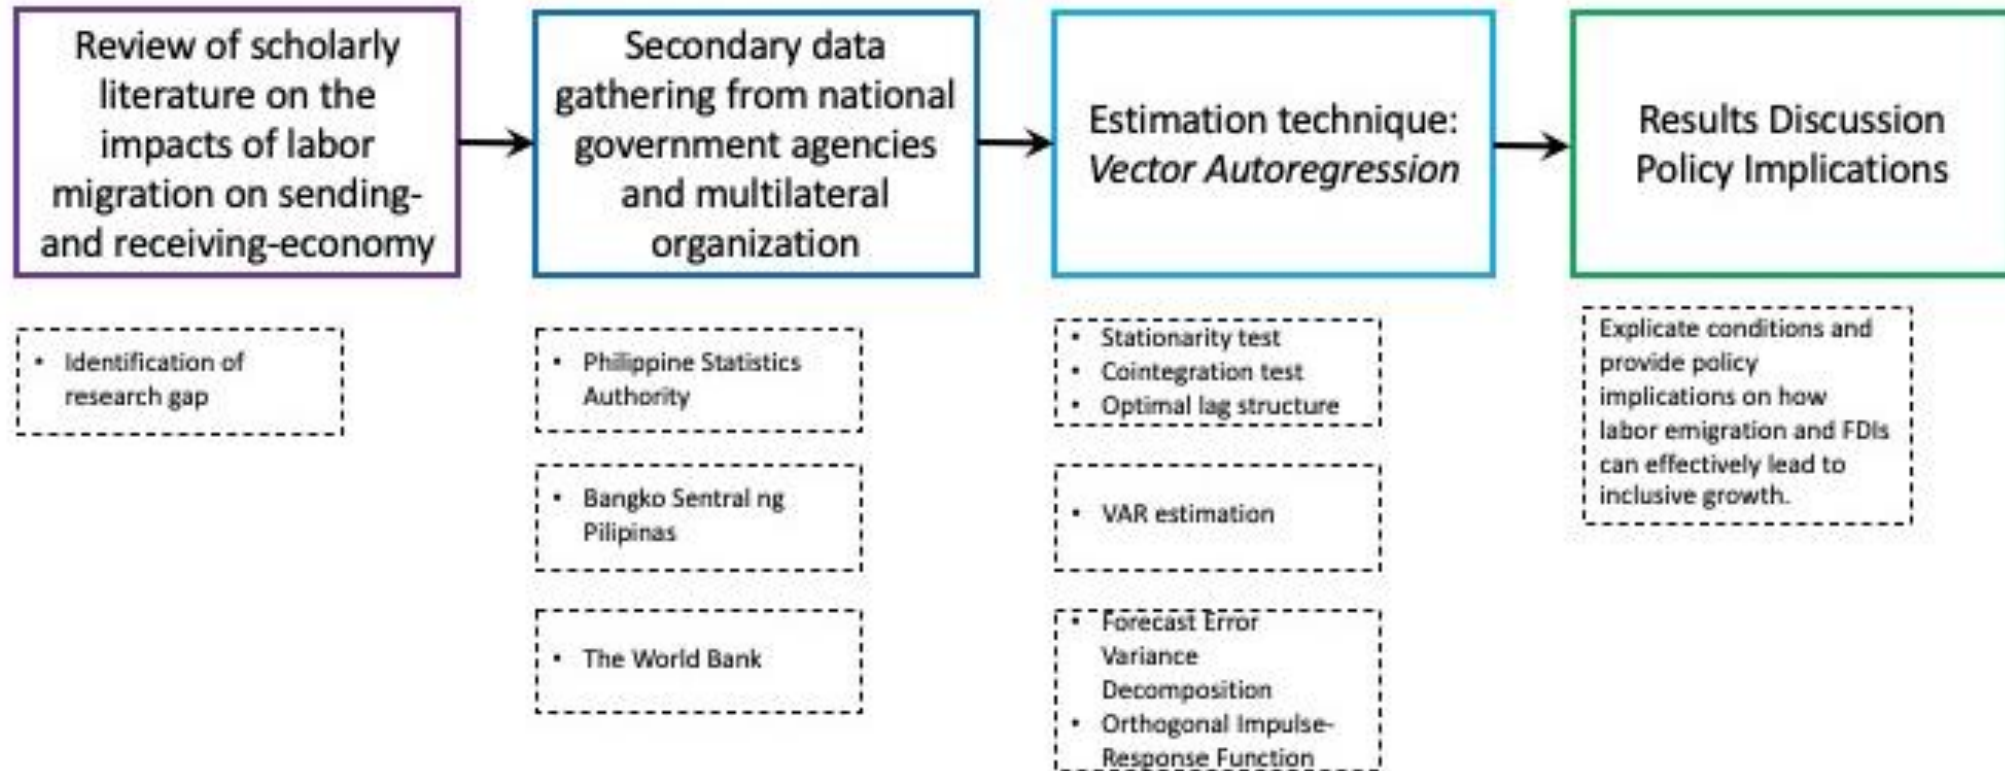 Review of scholarly
literature on the
impacts of labor
migration on sending-
and receiving-economy
Secondary data
gathering from national
government agencies
and multilateral
organization
Estimation technique:
Vector Autoregression
Results Discussion
Policy Implications
• Identification of
research gap
• Philippine Statistics
Authority
• Bangko Sentral ng
Pilipinas
• The World Bank
• Stationarity test
• Cointegration test
• Optimal lag structure
• VAR estimation
• Forecast Error
Variance
Decomposition
• Orthogonal Impulse-
Response Function
Explicate conditions and
provide policy
implications on how
labor emigration and FDIs
can effectively lead to
inclusive growth.